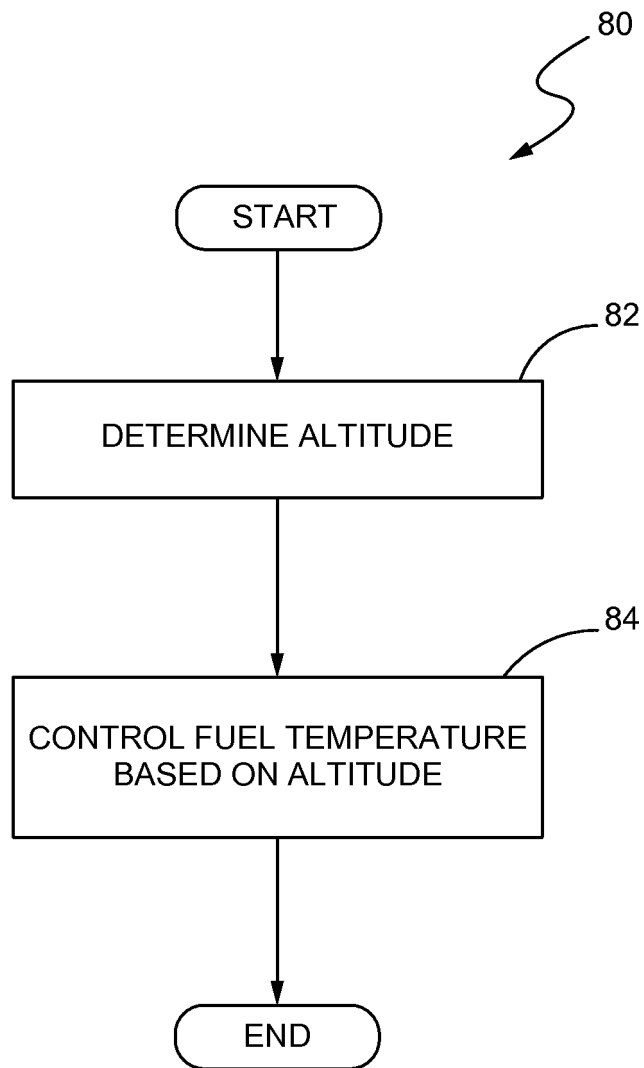 80
START
82
DETERMINE ALTITUDE
84
CONTROL FUEL TEMPERATURE
BASED ON ALTITUDE
END